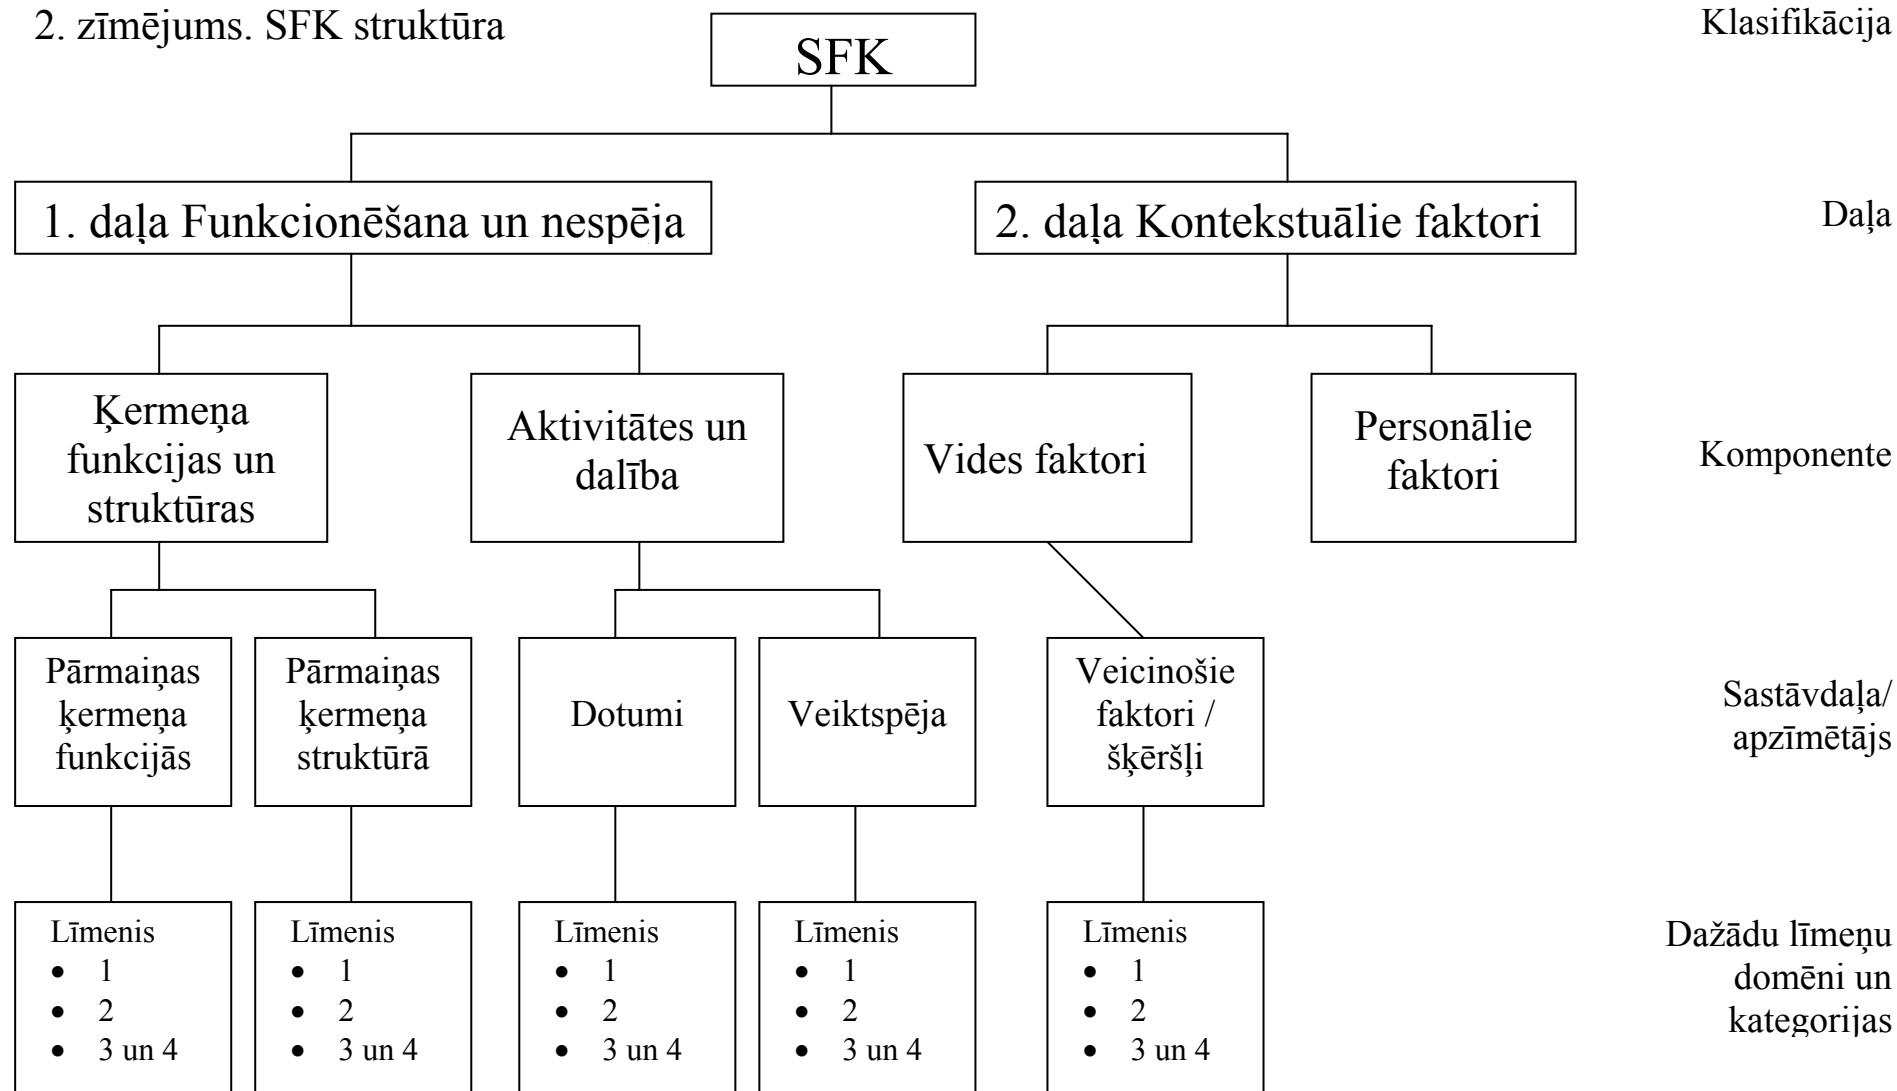 2. zīmējums. SFK struktūra
SFK
Klasifikācija
1. daļa Funkcionēšana un nespēja
2. daļa Kontekstuālie faktori
Daļa
Ķermeņa
funkcijas un
struktūras
Aktivitātes un
dalība
Vides faktori
Personālie
faktori
Komponente
Pārmaiņas
ķermeņa
funkcijās
Pārmaiņas
ķermeņa
struktūrā
Dotumi
Veiktspēja
Veicinošie
faktori /
šķēršļi
Sastāvdaļa/
apzīmētājs
Līmenis
• 1
• 2
• 3 un 4
Līmenis
• 1
• 2
• 3 un 4
Līmenis
• 1
• 2
• 3 un 4
Līmenis
• 1
• 2
• 3 un 4
Līmenis
• 1
• 2
• 3 un 4
Dažādu līmeņu
domēni un
kategorijas